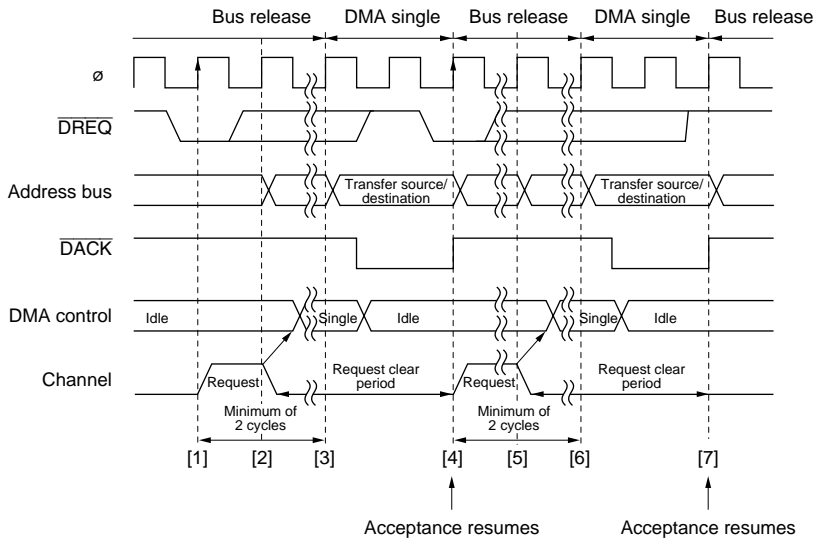 Bus release DMA single Bus release DMA single Bus release
ø
DREQ
Address bus
Transfer source/
destination
Transfer source/
destination
DACK
DMA control
Idle Single Idle Single Idle
Channel
Request
Request clear
period
Request
Request clear
period
Minimum of
2 cycles
Minimum of
2 cycles
[1] [2] [3] [4] [5] [6] [7]
Acceptance resumes Acceptance resumes